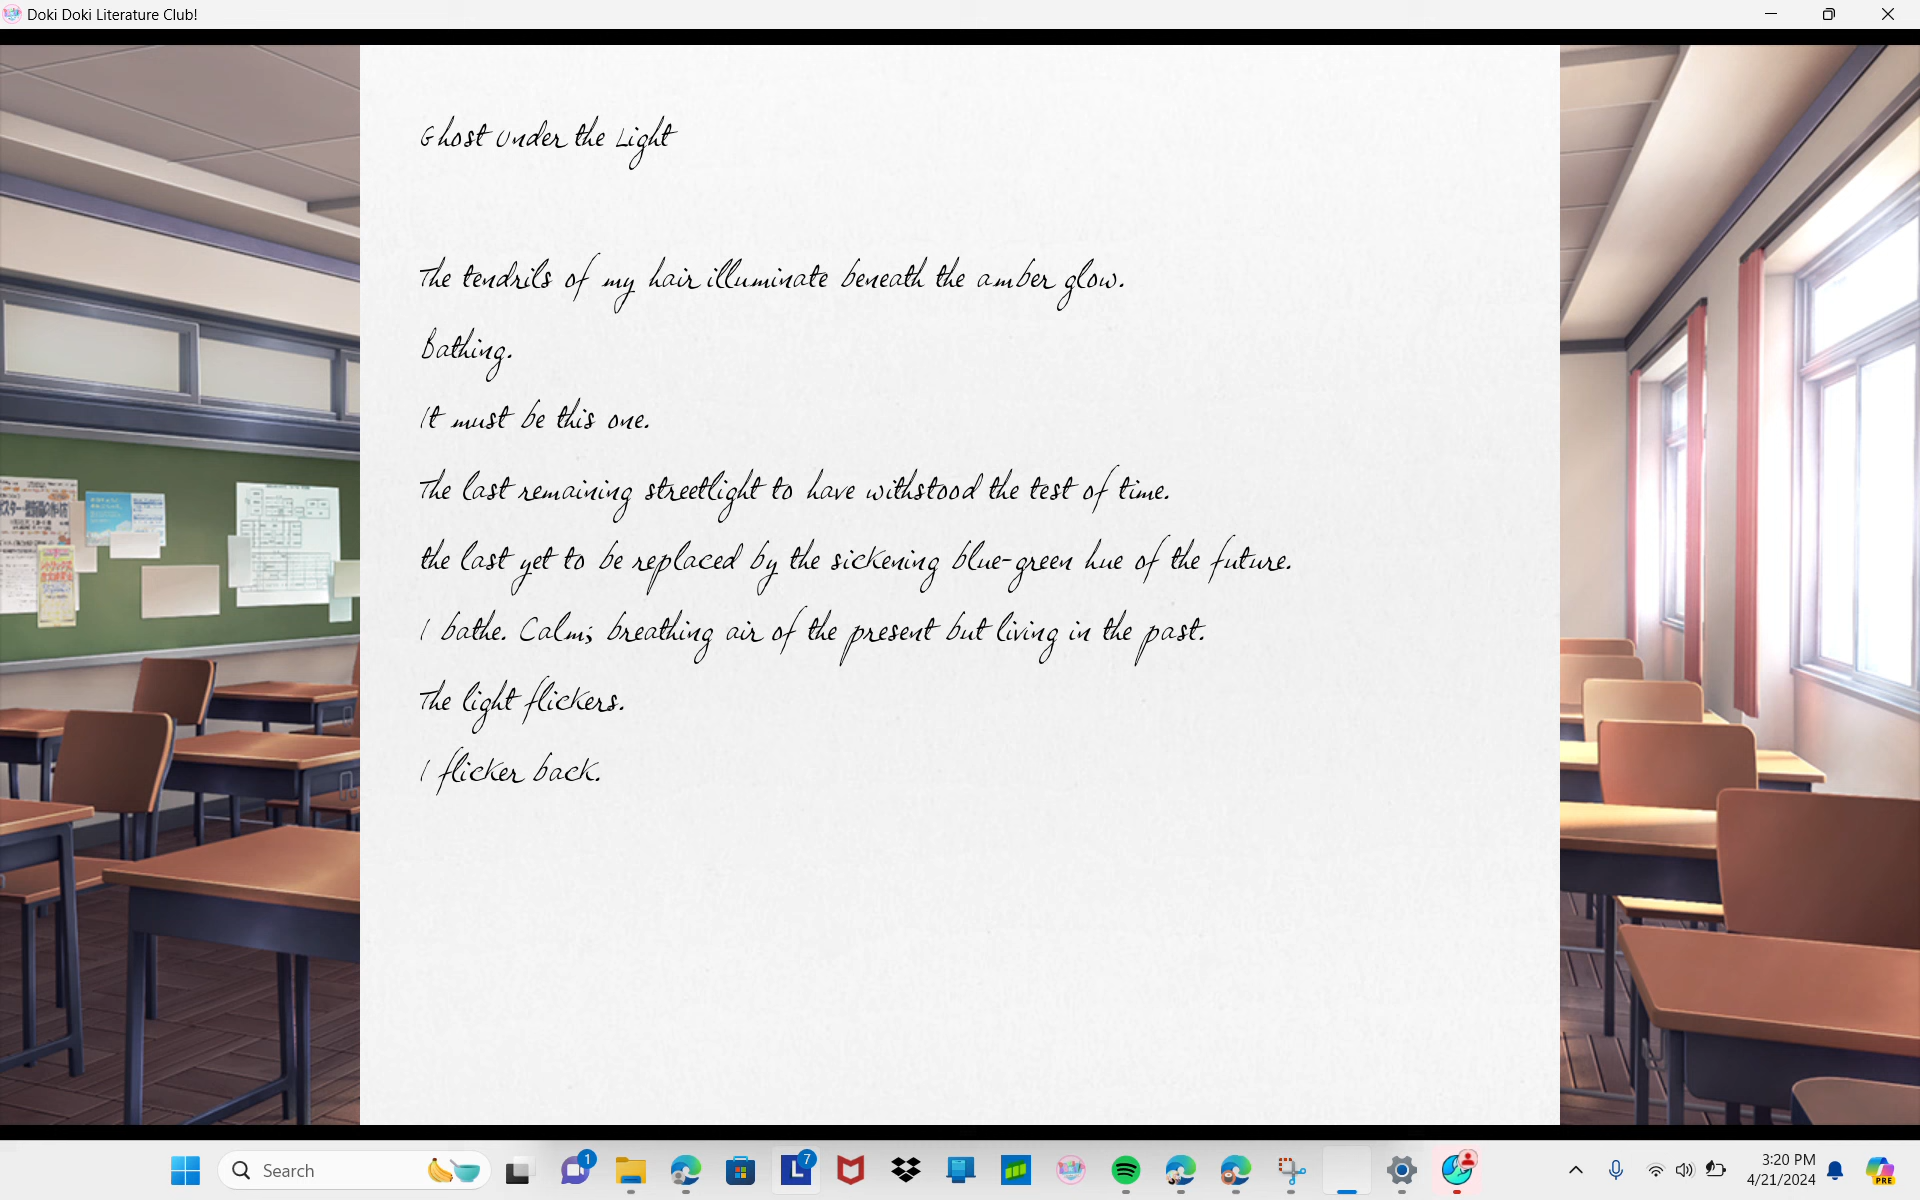 Doki Doki Literature Club!
Ghost Under the Light
The tendrils of my hair illuminate beneath the amber glow.
Bathing.
It must be this one.
The last remaining streetlight to have withstood the test of time.
the last yet to be replaced by the sickening blue-green hue of the future.
I bathe. Calm; breathing air of the present but living in the past.
The light flickers.
I flicker back.
Search
1
7
L
PRE
3:20 PM
4/21/2024